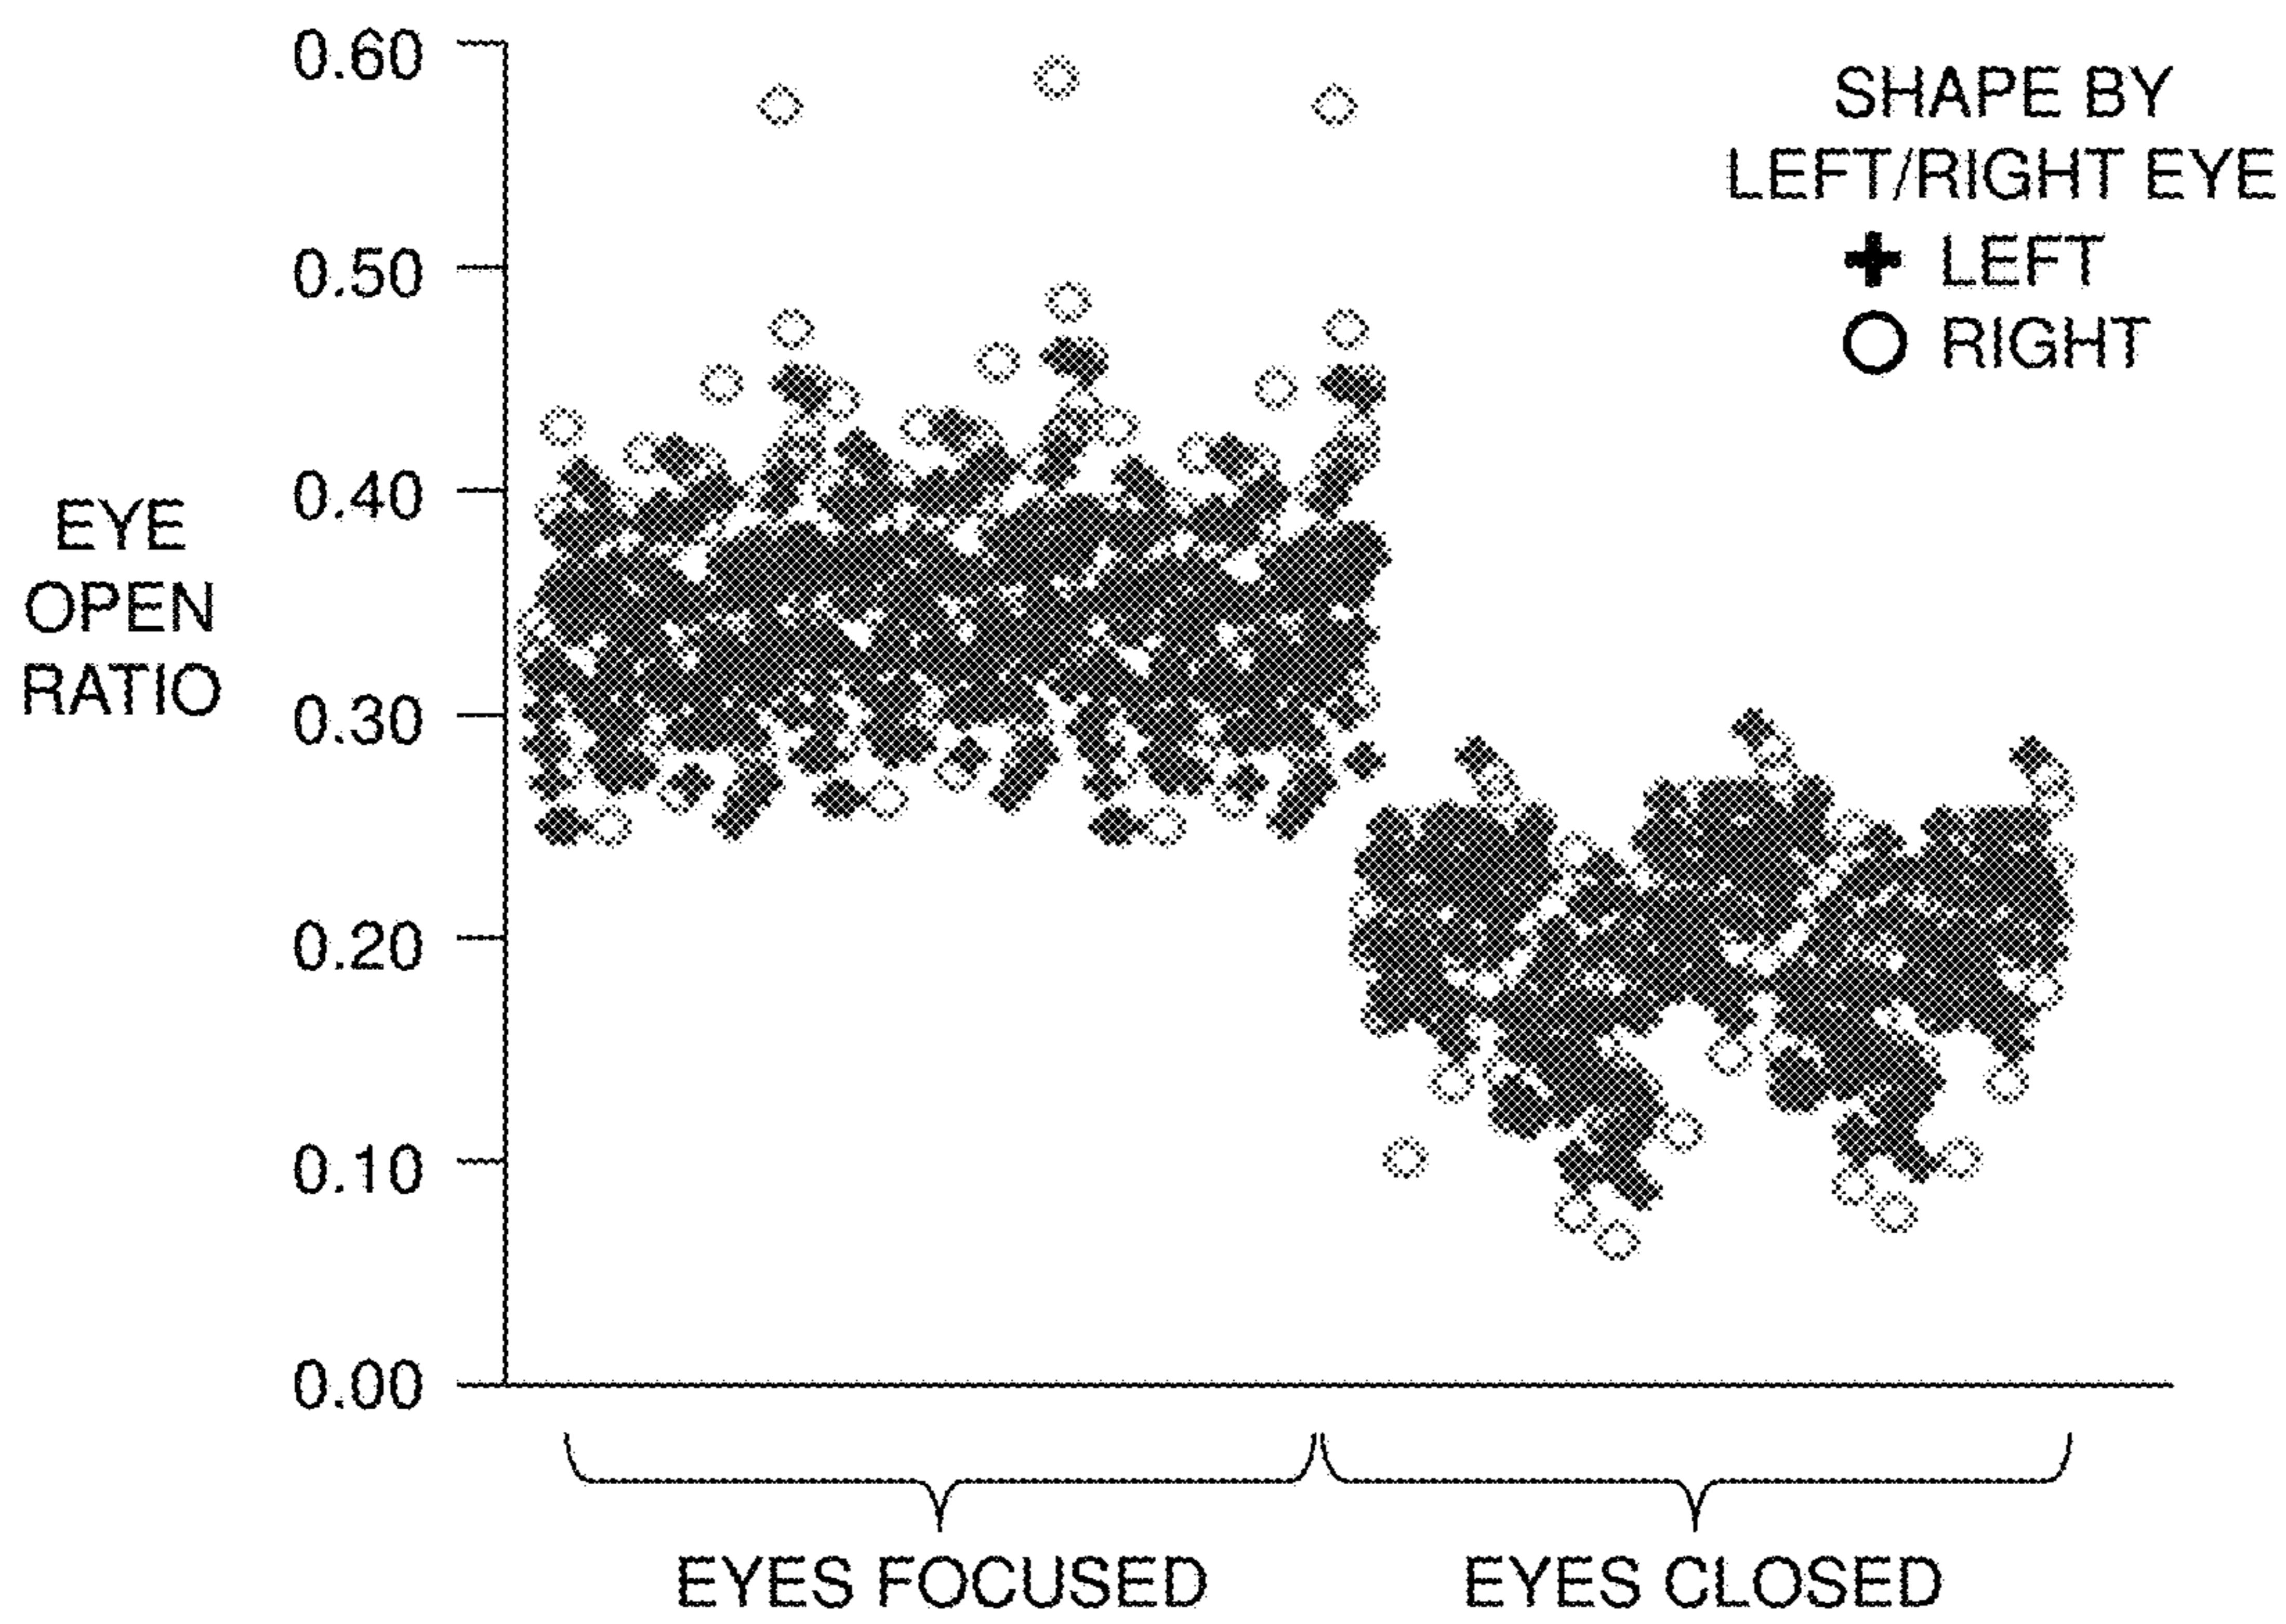 0.60
0.50
0.40
0.30
0.20
0.10
0.00
EYE
OPEN
RATIO
SHAPE BY
LEFT/RIGHT EYE
LEFT
RIGHT
EYES FOCUSED
EYES CLOSED